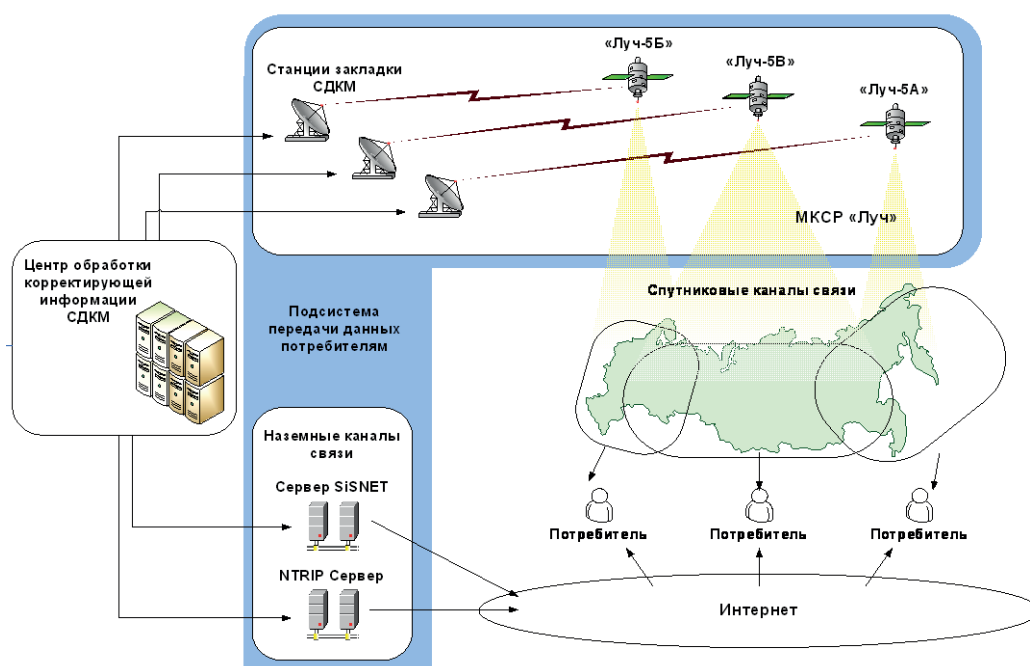 «Луч-5Б»
«Луч-5В»
«Луч-5А»
Станции закладки
СДКМ
МКСР «Луч»
Центр обработки
корректирующей
информации
СДКМ
Подсистема
передачи данных
потребителям
Спутниковые каналы связи
Наземные каналы
связи
Сервер SiSNET
NTRIP Сервер
Потребитель
Потребитель
Потребитель
Интернет